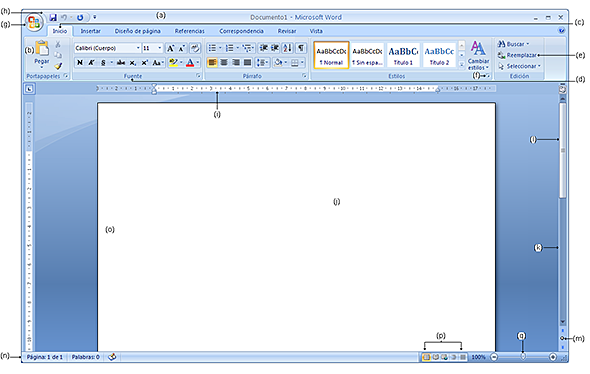 (h)
(g)
(a)
Documento1 - Microsoft Word
(c)
Inicio Insertar Diseño de página Referencias Correspondencia Revisar Vista
(b)
Pegar
Calibri (Cuerpo) 11
N K S abc x₂ x² Aa
AaBbCcDc AaBbCcDc AaBbC AaBbCc
¶ Normal ¶ Sin espa... Título 1 Título 2
Cambiar estilos
Buscar
Reemplazar
Seleccionar
(e)
(f)
Portapapeles Fuente Párrafo Estilos Edición
(d)
(i)
(l)
(j)
(o)
(k)
(p)
(q)
(m)
(n)
Página: 1 de 1 Palabras: 0 100%